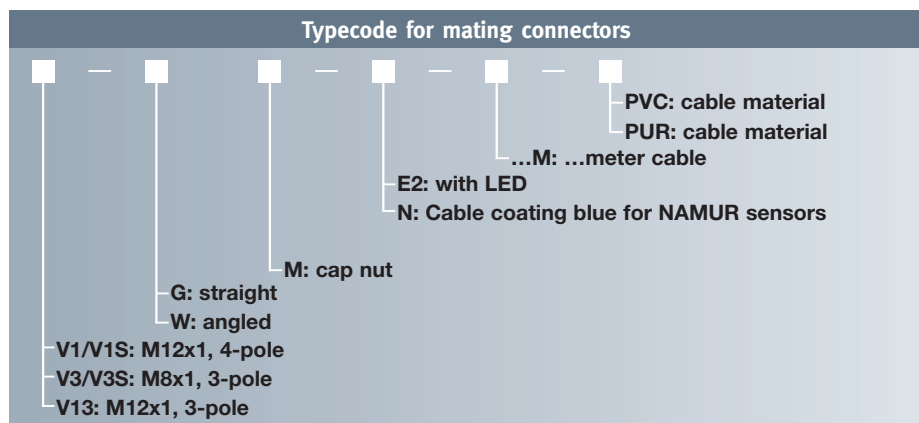 Typecode for mating connectors
— — — —
PVC: cable material
PUR: cable material
...M: ...meter cable
E2: with LED
N: Cable coating blue for NAMUR sensors
M: cap nut
G: straight
W: angled
V1/V1S: M12x1, 4-pole
V3/V3S: M8x1, 3-pole
V13: M12x1, 3-pole